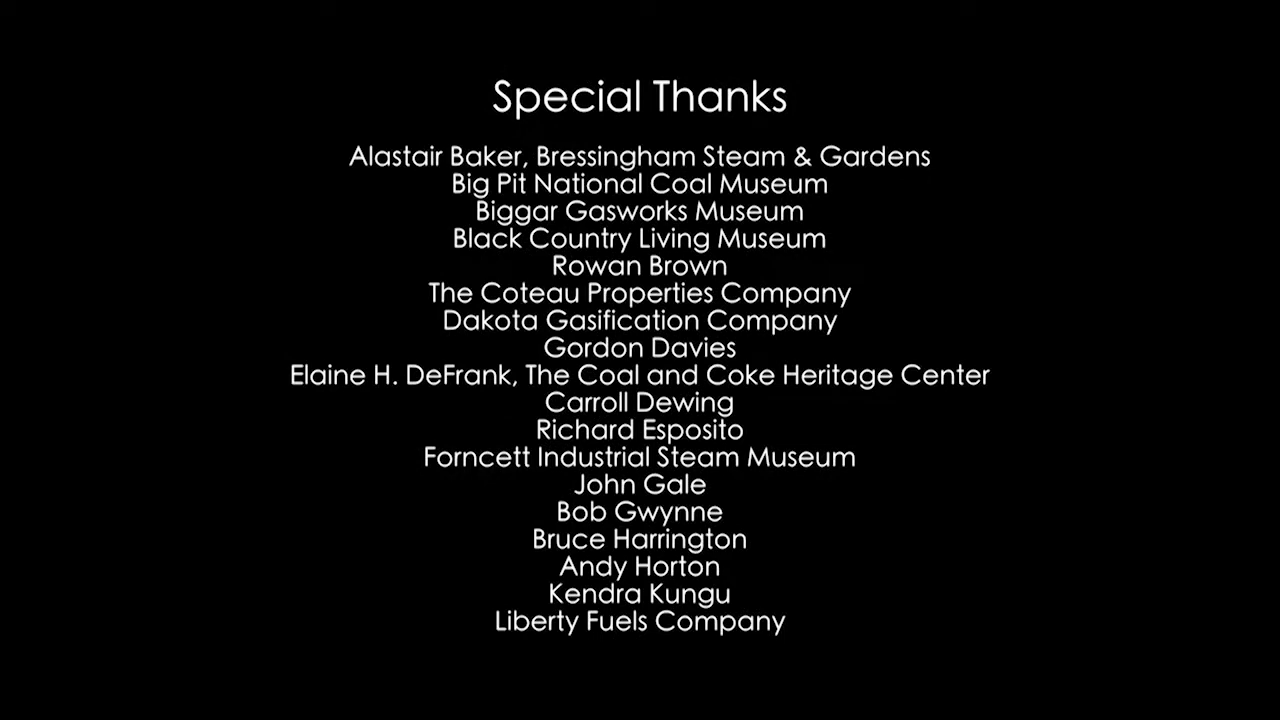 Special Thanks
Alastair Baker, Bressingham Steam & Gardens
Big Pit National Coal Museum
Biggar Gasworks Museum
Black Country Living Museum
Rowan Brown
The Coteau Properties Company
Dakota Gasification Company
Gordon Davies
Elaine H. DeFrank, The Coal and Coke Heritage Center
Carroll Dewing
Richard Esposito
Forncett Industrial Steam Museum
John Gale
Bob Gwynne
Bruce Harrington
Andy Horton
Kendra Kungu
Liberty Fuels Company